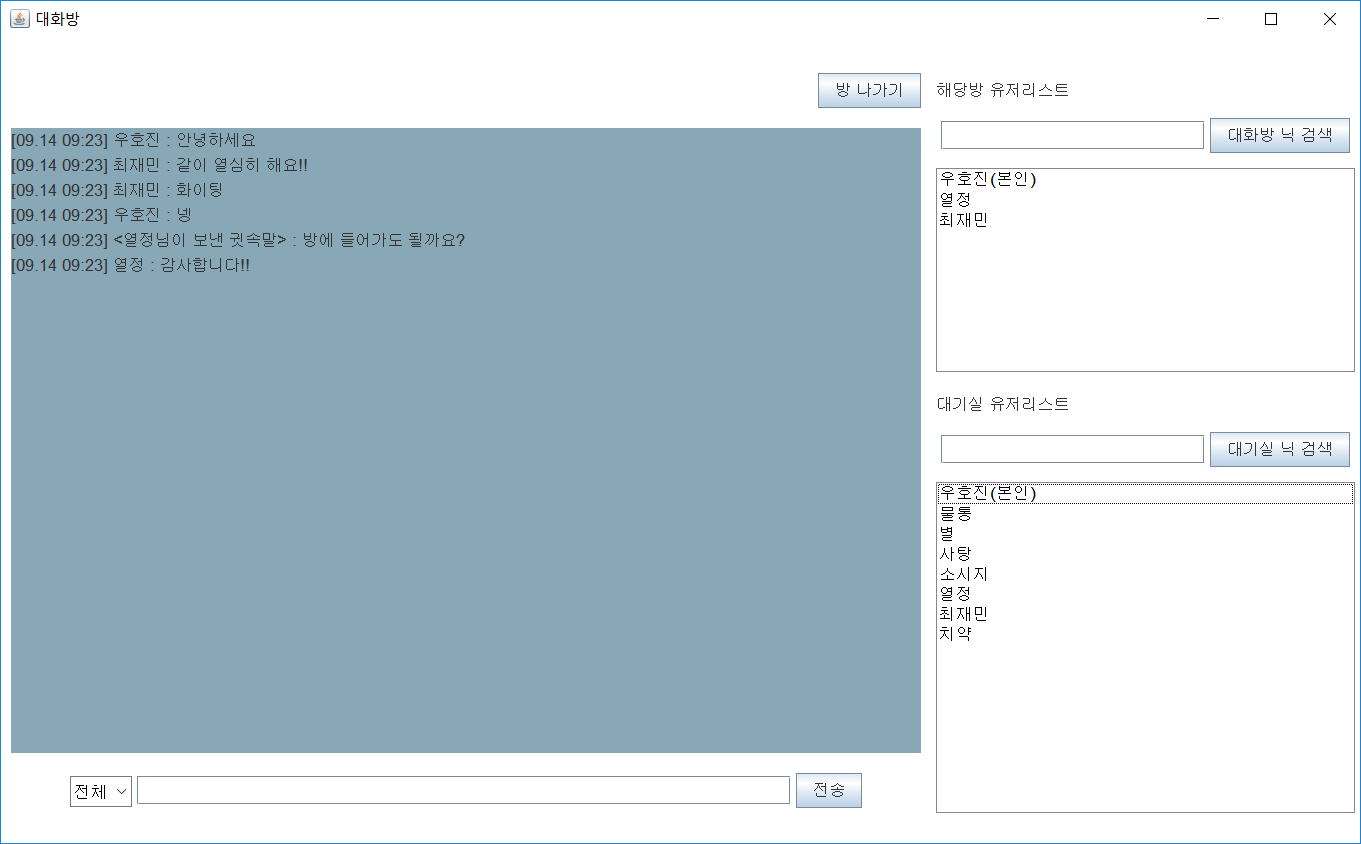 대화방
방 나가기
[09.14 09:23] 우호진 : 안녕하세요
[09.14 09:23] 최재민 : 같이 열심히 해요!!
[09.14 09:23] 최재민 : 화이팅
[09.14 09:23] 우호진 : 넹
[09.14 09:23] <열정님이 보낸 귓속말> : 방에 들어가도 될까요?
[09.14 09:23] 열정 : 감사합니다!!
전체
전송
해당방 유저리스트
대화방 닉 검색
우호진(본인)
열정
최재민
대기실 유저리스트
대기실 닉 검색
우호진(본인)
물통
별
사탕
소시지
열정
최재민
치약